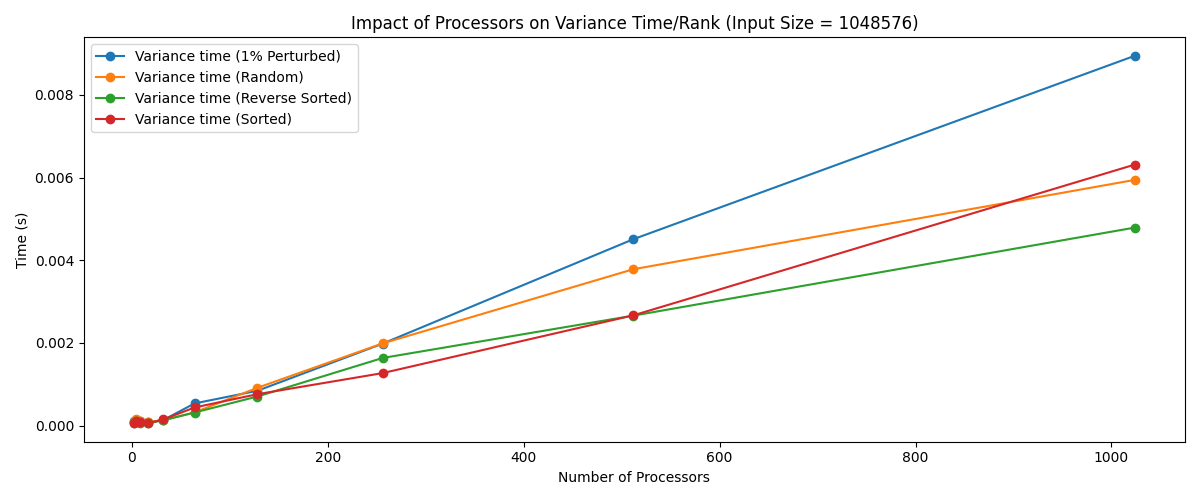 Impact of Processors on Variance Time/Rank (Input Size = 1048576)
Variance time (1% Perturbed)
Variance time (Random)
Variance time (Reverse Sorted)
Variance time (Sorted)
Time (s)
0.008
0.006
0.004
0.002
0.000
0 200 400 600 800 1000
Number of Processors